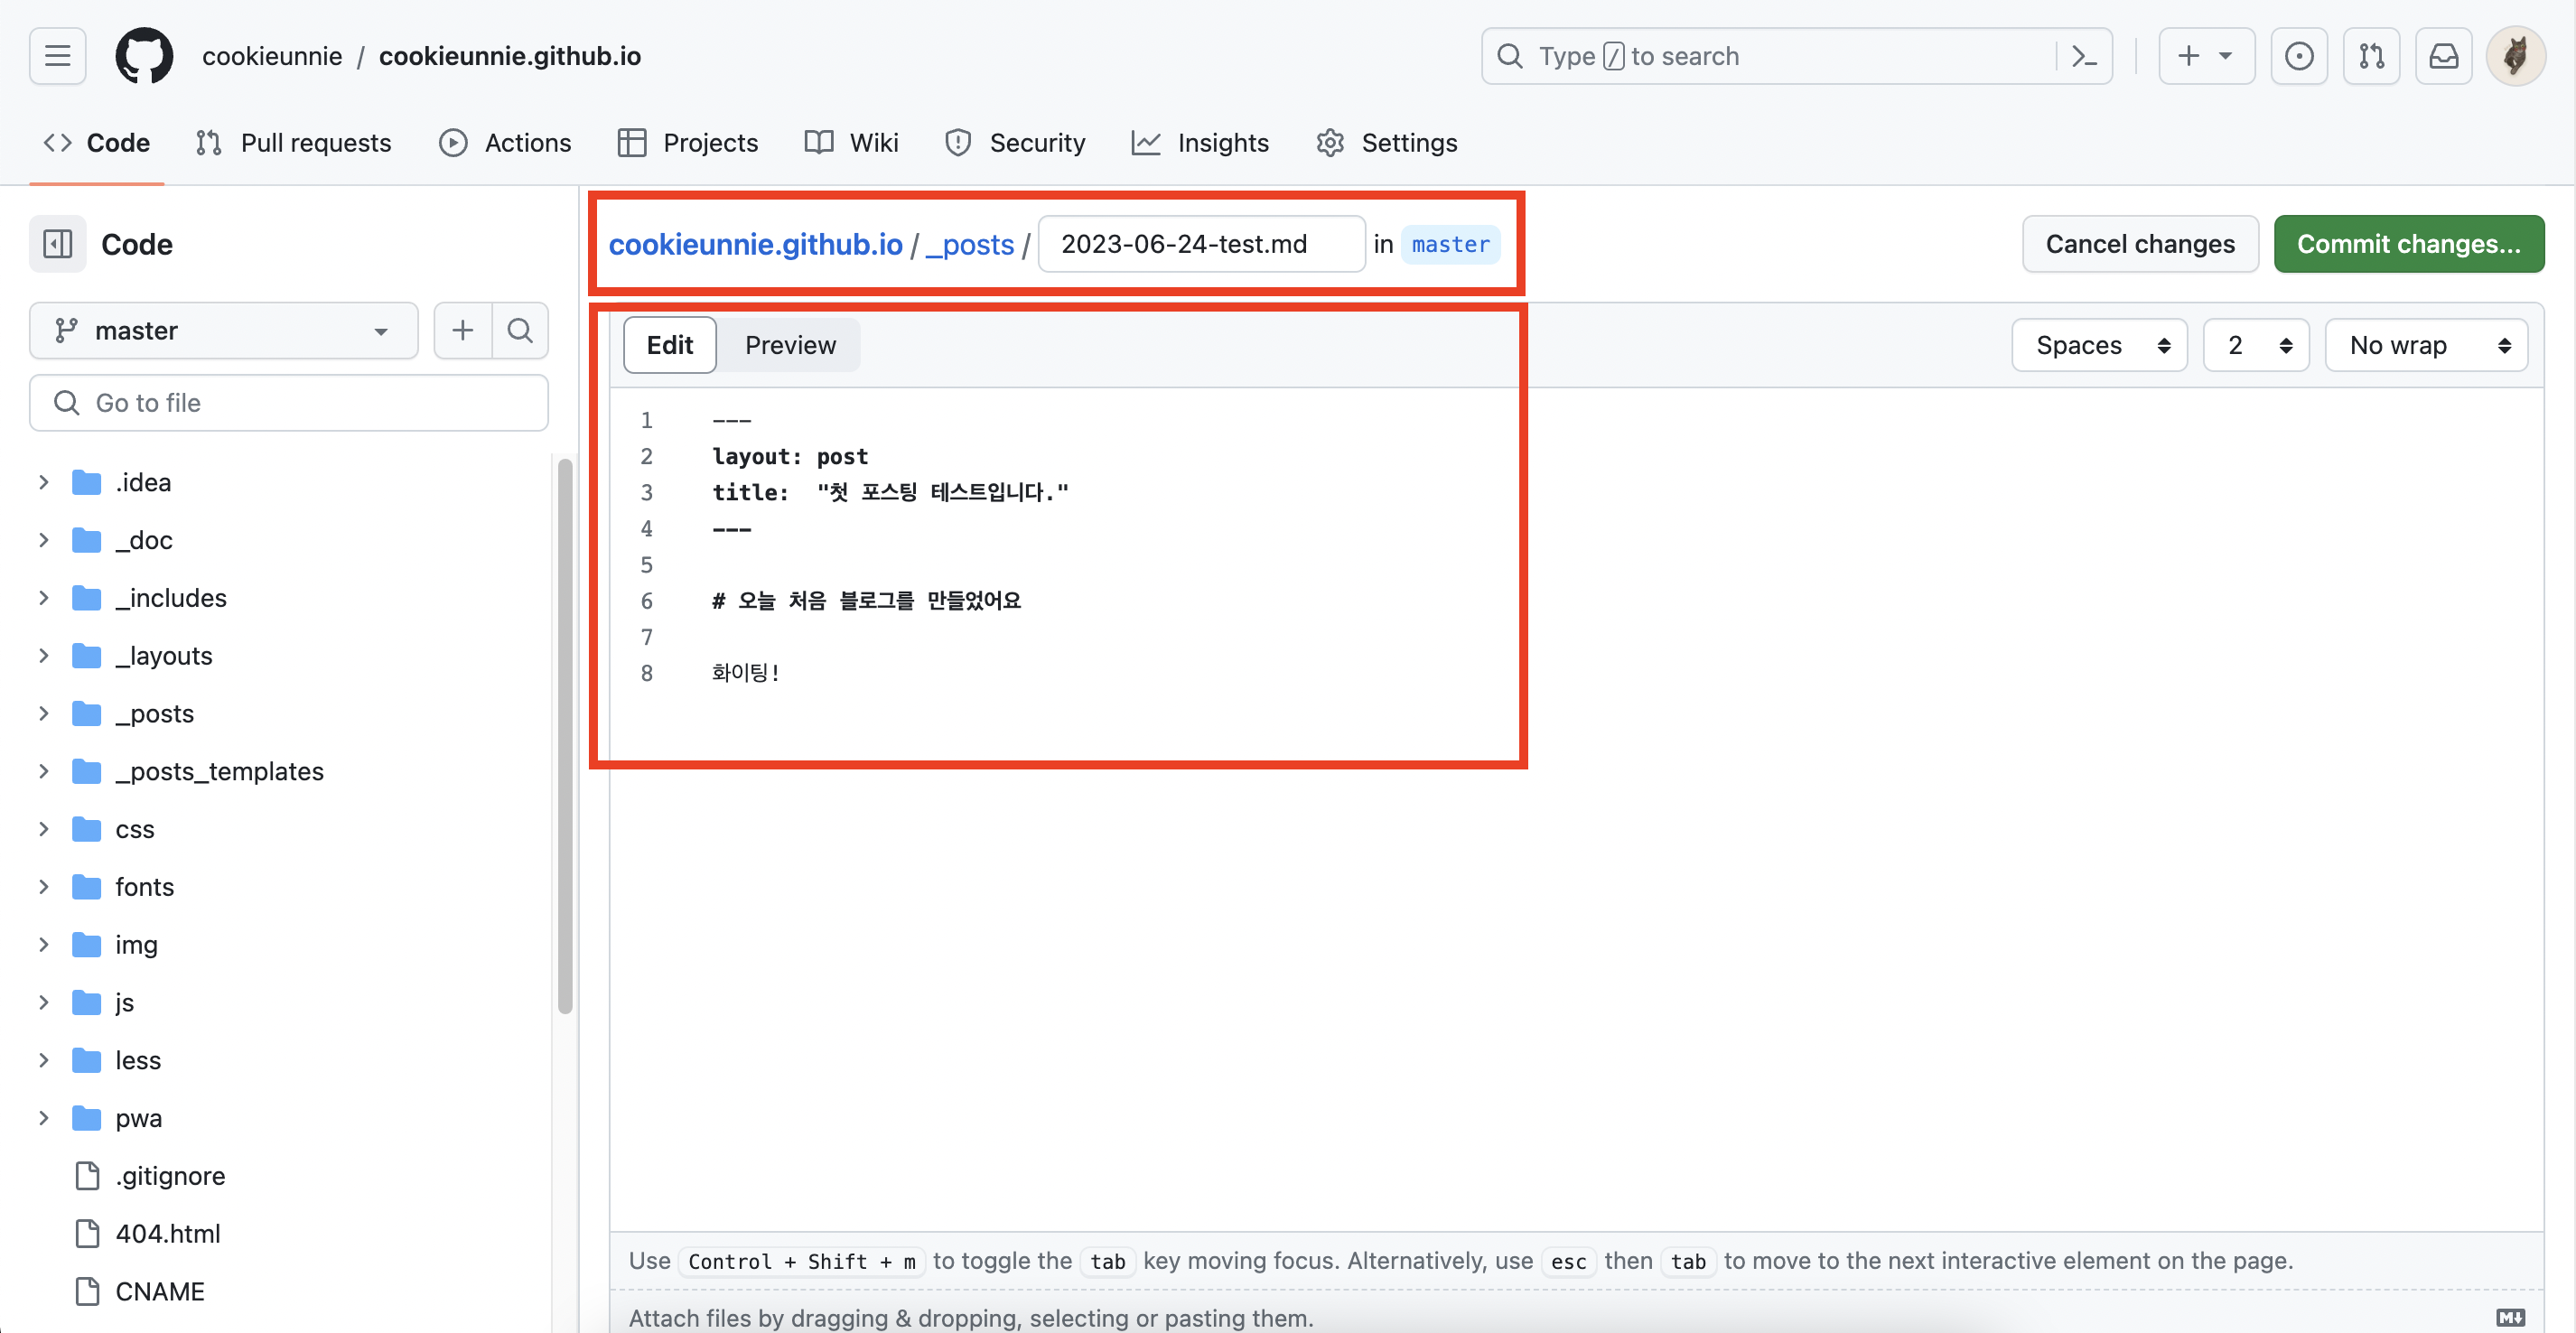 cookieunnie / cookieunnie.github.io
Type / to search
Code
Pull requests
Actions
Projects
Wiki
Security
Insights
Settings
Code
master
Go to file
.idea
_doc
_includes
_layouts
_posts
_posts_templates
css
fonts
img
js
less
pwa
.gitignore
404.html
CNAME
cookieunnie.github.io / _posts / 2023-06-24-test.md in master
Cancel changes
Commit changes...
Edit
Preview
Spaces
2
No wrap
1 ---
2 layout: post
3 title:  "첫 포스팅 테스트입니다."
4 ---
5
6 # 오늘 처음 블로그를 만들었어요
7
8 화이팅!
Use Control + Shift + m to toggle the tab key moving focus. Alternatively, use esc then tab to move to the next interactive element on the page.
Attach files by dragging & dropping, selecting or pasting them.